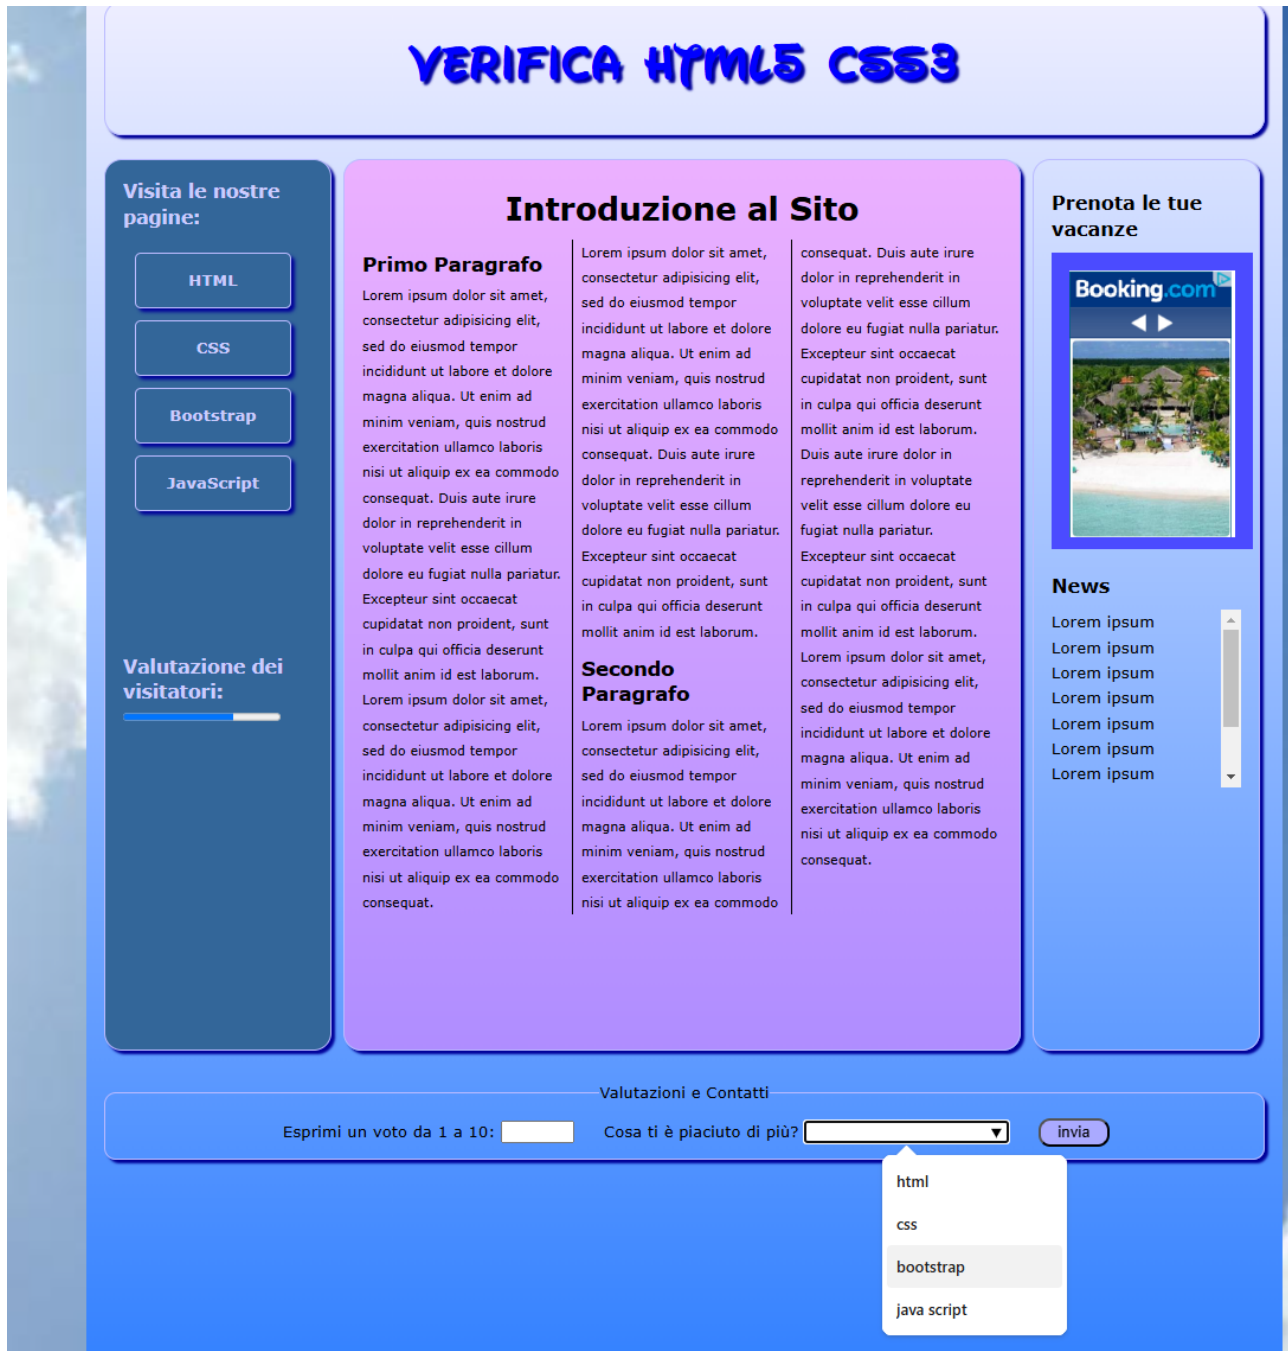 VERIFICA HTML5 CSS3
Visita le nostre
pagine:
HTML
CSS
Bootstrap
JavaScript
Valutazione dei
visitatori:
Introduzione al Sito
Primo Paragrafo
Lorem ipsum dolor sit amet,
consectetur adipisicing elit,
sed do eiusmod tempor
incididunt ut labore et dolore
magna aliqua. Ut enim ad
minim veniam, quis nostrud
exercitation ullamco laboris
nisi ut aliquip ex ea commodo
consequat. Duis aute irure
dolor in reprehenderit in
voluptate velit esse cillum
dolore eu fugiat nulla pariatur.
Excepteur sint occaecat
cupidatat non proident, sunt
in culpa qui officia deserunt
mollit anim id est laborum.
Lorem ipsum dolor sit amet,
consectetur adipisicing elit,
sed do eiusmod tempor
incididunt ut labore et dolore
magna aliqua. Ut enim ad
minim veniam, quis nostrud
exercitation ullamco laboris
nisi ut aliquip ex ea commodo
consequat.
Lorem ipsum dolor sit amet,
consectetur adipisicing elit,
sed do eiusmod tempor
incididunt ut labore et dolore
magna aliqua. Ut enim ad
minim veniam, quis nostrud
exercitation ullamco laboris
nisi ut aliquip ex ea commodo
consequat. Duis aute irure
dolor in reprehenderit in
voluptate velit esse cillum
dolore eu fugiat nulla pariatur.
Excepteur sint occaecat
cupidatat non proident, sunt
in culpa qui officia deserunt
mollit anim id est laborum.
Secondo
Paragrafo
Lorem ipsum dolor sit amet,
consectetur adipisicing elit,
sed do eiusmod tempor
incididunt ut labore et dolore
magna aliqua. Ut enim ad
minim veniam, quis nostrud
exercitation ullamco laboris
nisi ut aliquip ex ea commodo
consequat. Duis aute irure
dolor in reprehenderit in
voluptate velit esse cillum
dolore eu fugiat nulla pariatur.
Excepteur sint occaecat
cupidatat non proident, sunt
in culpa qui officia deserunt
mollit anim id est laborum.
Duis aute irure dolor in
reprehenderit in voluptate
velit esse cillum dolore eu
fugiat nulla pariatur.
Excepteur sint occaecat
cupidatat non proident, sunt
in culpa qui officia deserunt
mollit anim id est laborum.
Lorem ipsum dolor sit amet,
consectetur adipisicing elit,
sed do eiusmod tempor
incididunt ut labore et dolore
magna aliqua. Ut enim ad
minim veniam, quis nostrud
exercitation ullamco laboris
nisi ut aliquip ex ea commodo
consequat.
Prenota le tue
vacanze
Booking.com
News
Lorem ipsum
Lorem ipsum
Lorem ipsum
Lorem ipsum
Lorem ipsum
Lorem ipsum
Lorem ipsum
Valutazioni e Contatti
Esprimi un voto da 1 a 10: Cosa ti è piaciuto di più? invia
html
css
bootstrap
java script